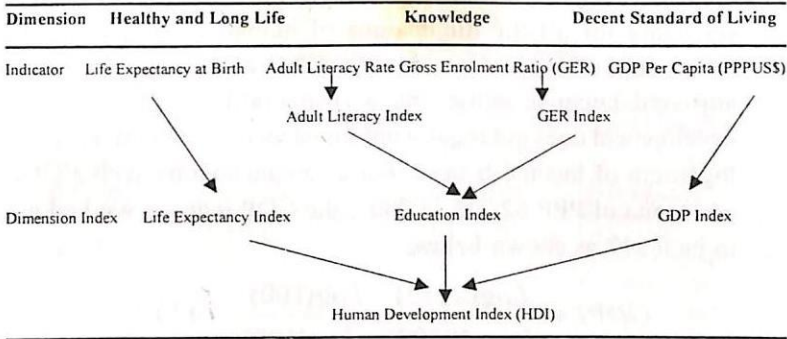 Dimension Healthy and Long Life Knowledge Decent Standard of Living
Indicator Life Expectancy at Birth Adult Literacy Rate Gross Enrolment Ratio (GER) GDP Per Capita (PPPUS$)
Adult Literacy Index GER Index
Dimension Index Life Expectancy Index Education Index GDP Index
Human Development Index (HDI)